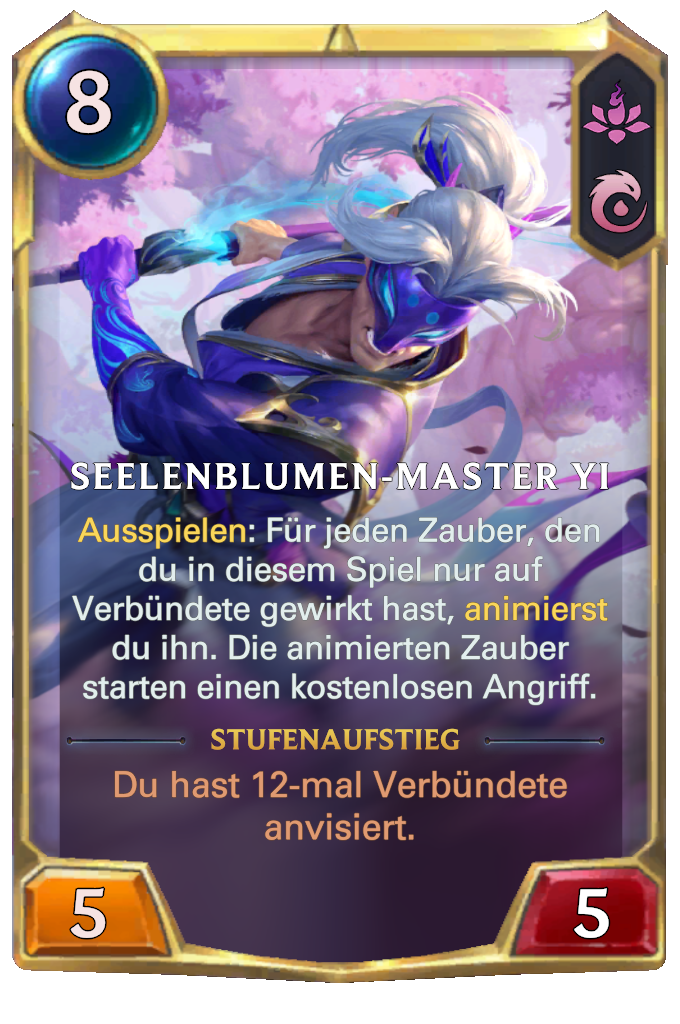 8
SEELENBLUMEN-MASTER YI
Ausspielen: Für jeden Zauber, den
du in diesem Spiel nur auf
Verbündete gewirkt hast, animierst
du ihn. Die animierten Zauber
starten einen kostenlosen Angriff.
STUFENAUFSTIEG
Du hast 12-mal Verbündete
anvisiert.
5
5